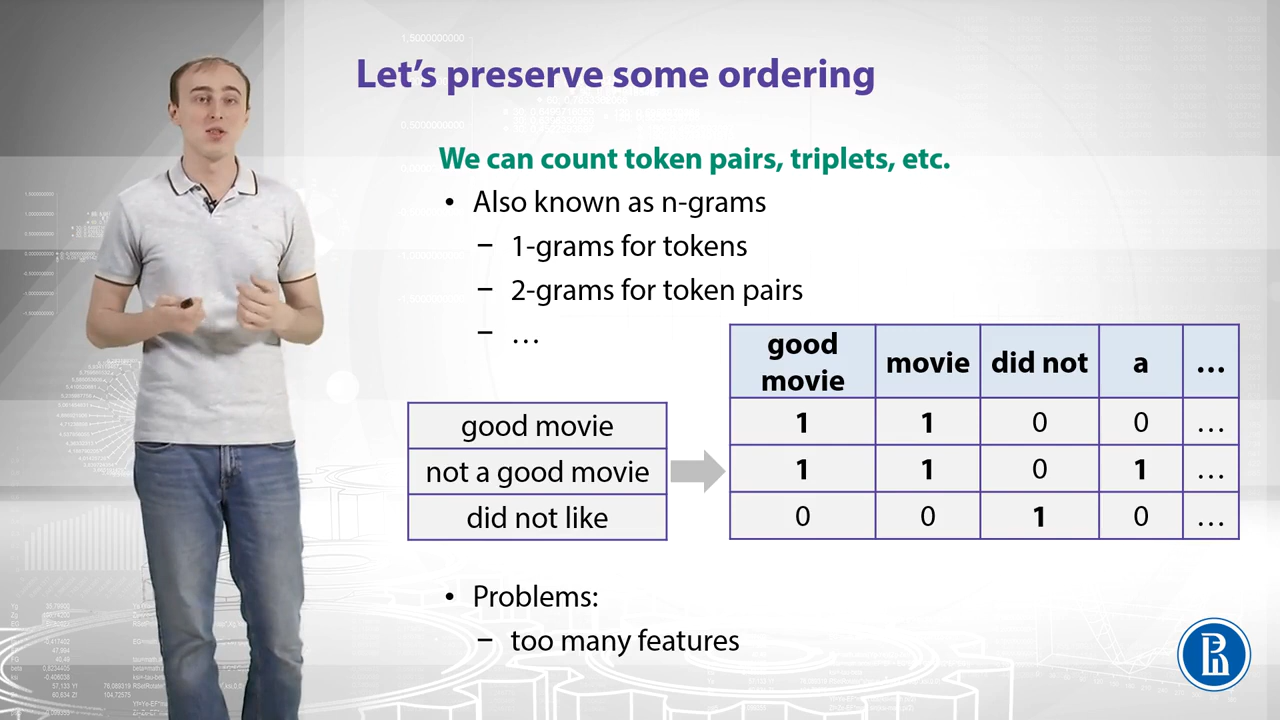 Let's preserve some ordering
We can count token pairs, triplets, etc.
• Also known as n-grams
– 1-grams for tokens
– 2-grams for token pairs
– …
good movie
not a good movie
did not like
good movie | movie | did not | a | …
1 | 1 | 0 | 0 | …
1 | 1 | 0 | 1 | …
0 | 0 | 1 | 0 | …
• Problems:
– too many features